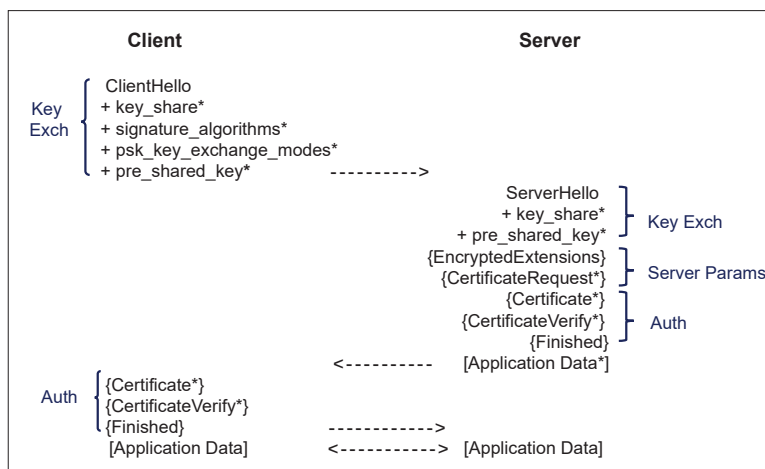 Client Server
ClientHello
Key Exch
+ key_share*
+ signature_algorithms*
+ psk_key_exchange_modes*
+ pre_shared_key* ---------->
ServerHello
+ key_share*
Key Exch
+ pre_shared_key*
{EncryptedExtensions}
Server Params
{CertificateRequest*}
{Certificate*}
{CertificateVerify*}
Auth
{Finished}
<---------- [Application Data*]
{Certificate*}
Auth
{CertificateVerify*}
{Finished} ----------->
[Application Data] <-----------> [Application Data]